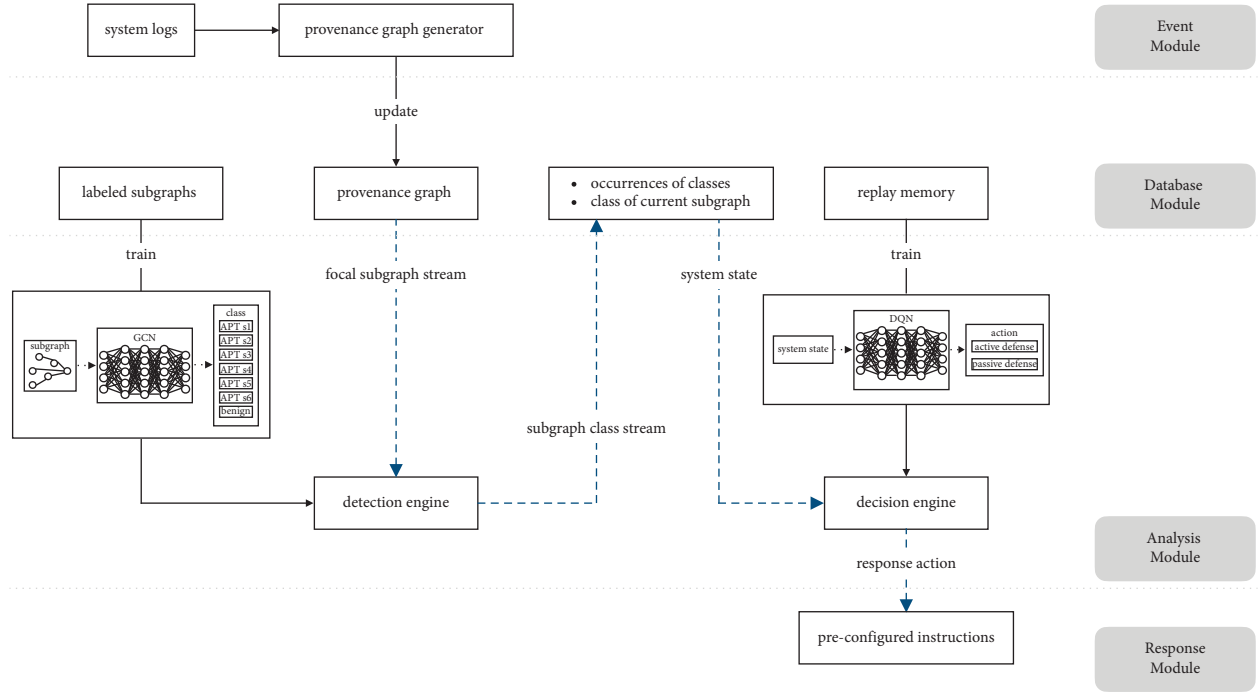 system logs
provenance graph generator
Event
Module
update
labeled subgraphs
provenance graph
• occurrences of classes
• class of current subgraph
replay memory
Database
Module
train
focal subgraph stream
system state
train
subgraph
GCN
class
APT s1
APT s2
APT s3
APT s4
APT s5
APT s6
benign
system state
DQN
action
active defense
passive defense
subgraph class stream
detection engine
decision engine
Analysis
Module
response action
pre-configured instructions
Response
Module